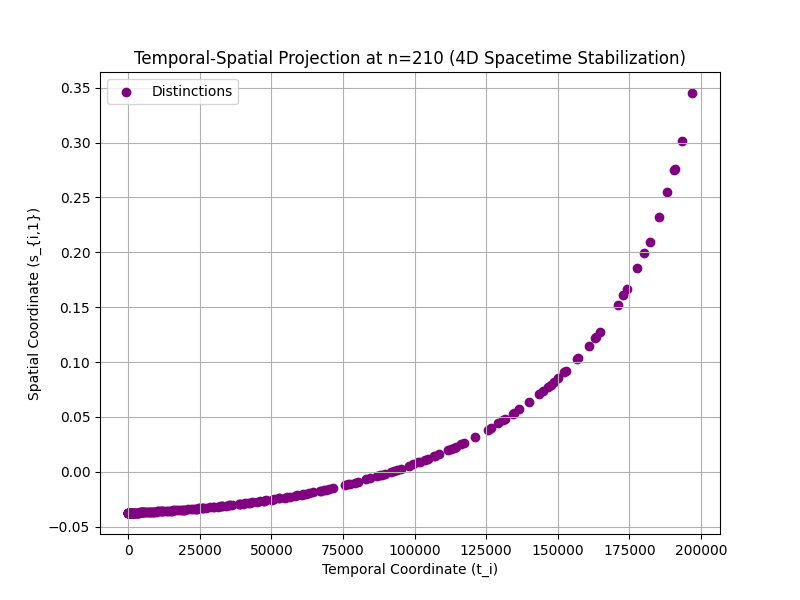 Temporal-Spatial Projection at n=210 (4D Spacetime Stabilization)
Distinctions
0.35
0.30
0.25
0.20
0.15
0.10
0.05
0.00
−0.05
Spatial Coordinate (s_{i,1})
0 25000 50000 75000 100000 125000 150000 175000 200000
Temporal Coordinate (t_i)